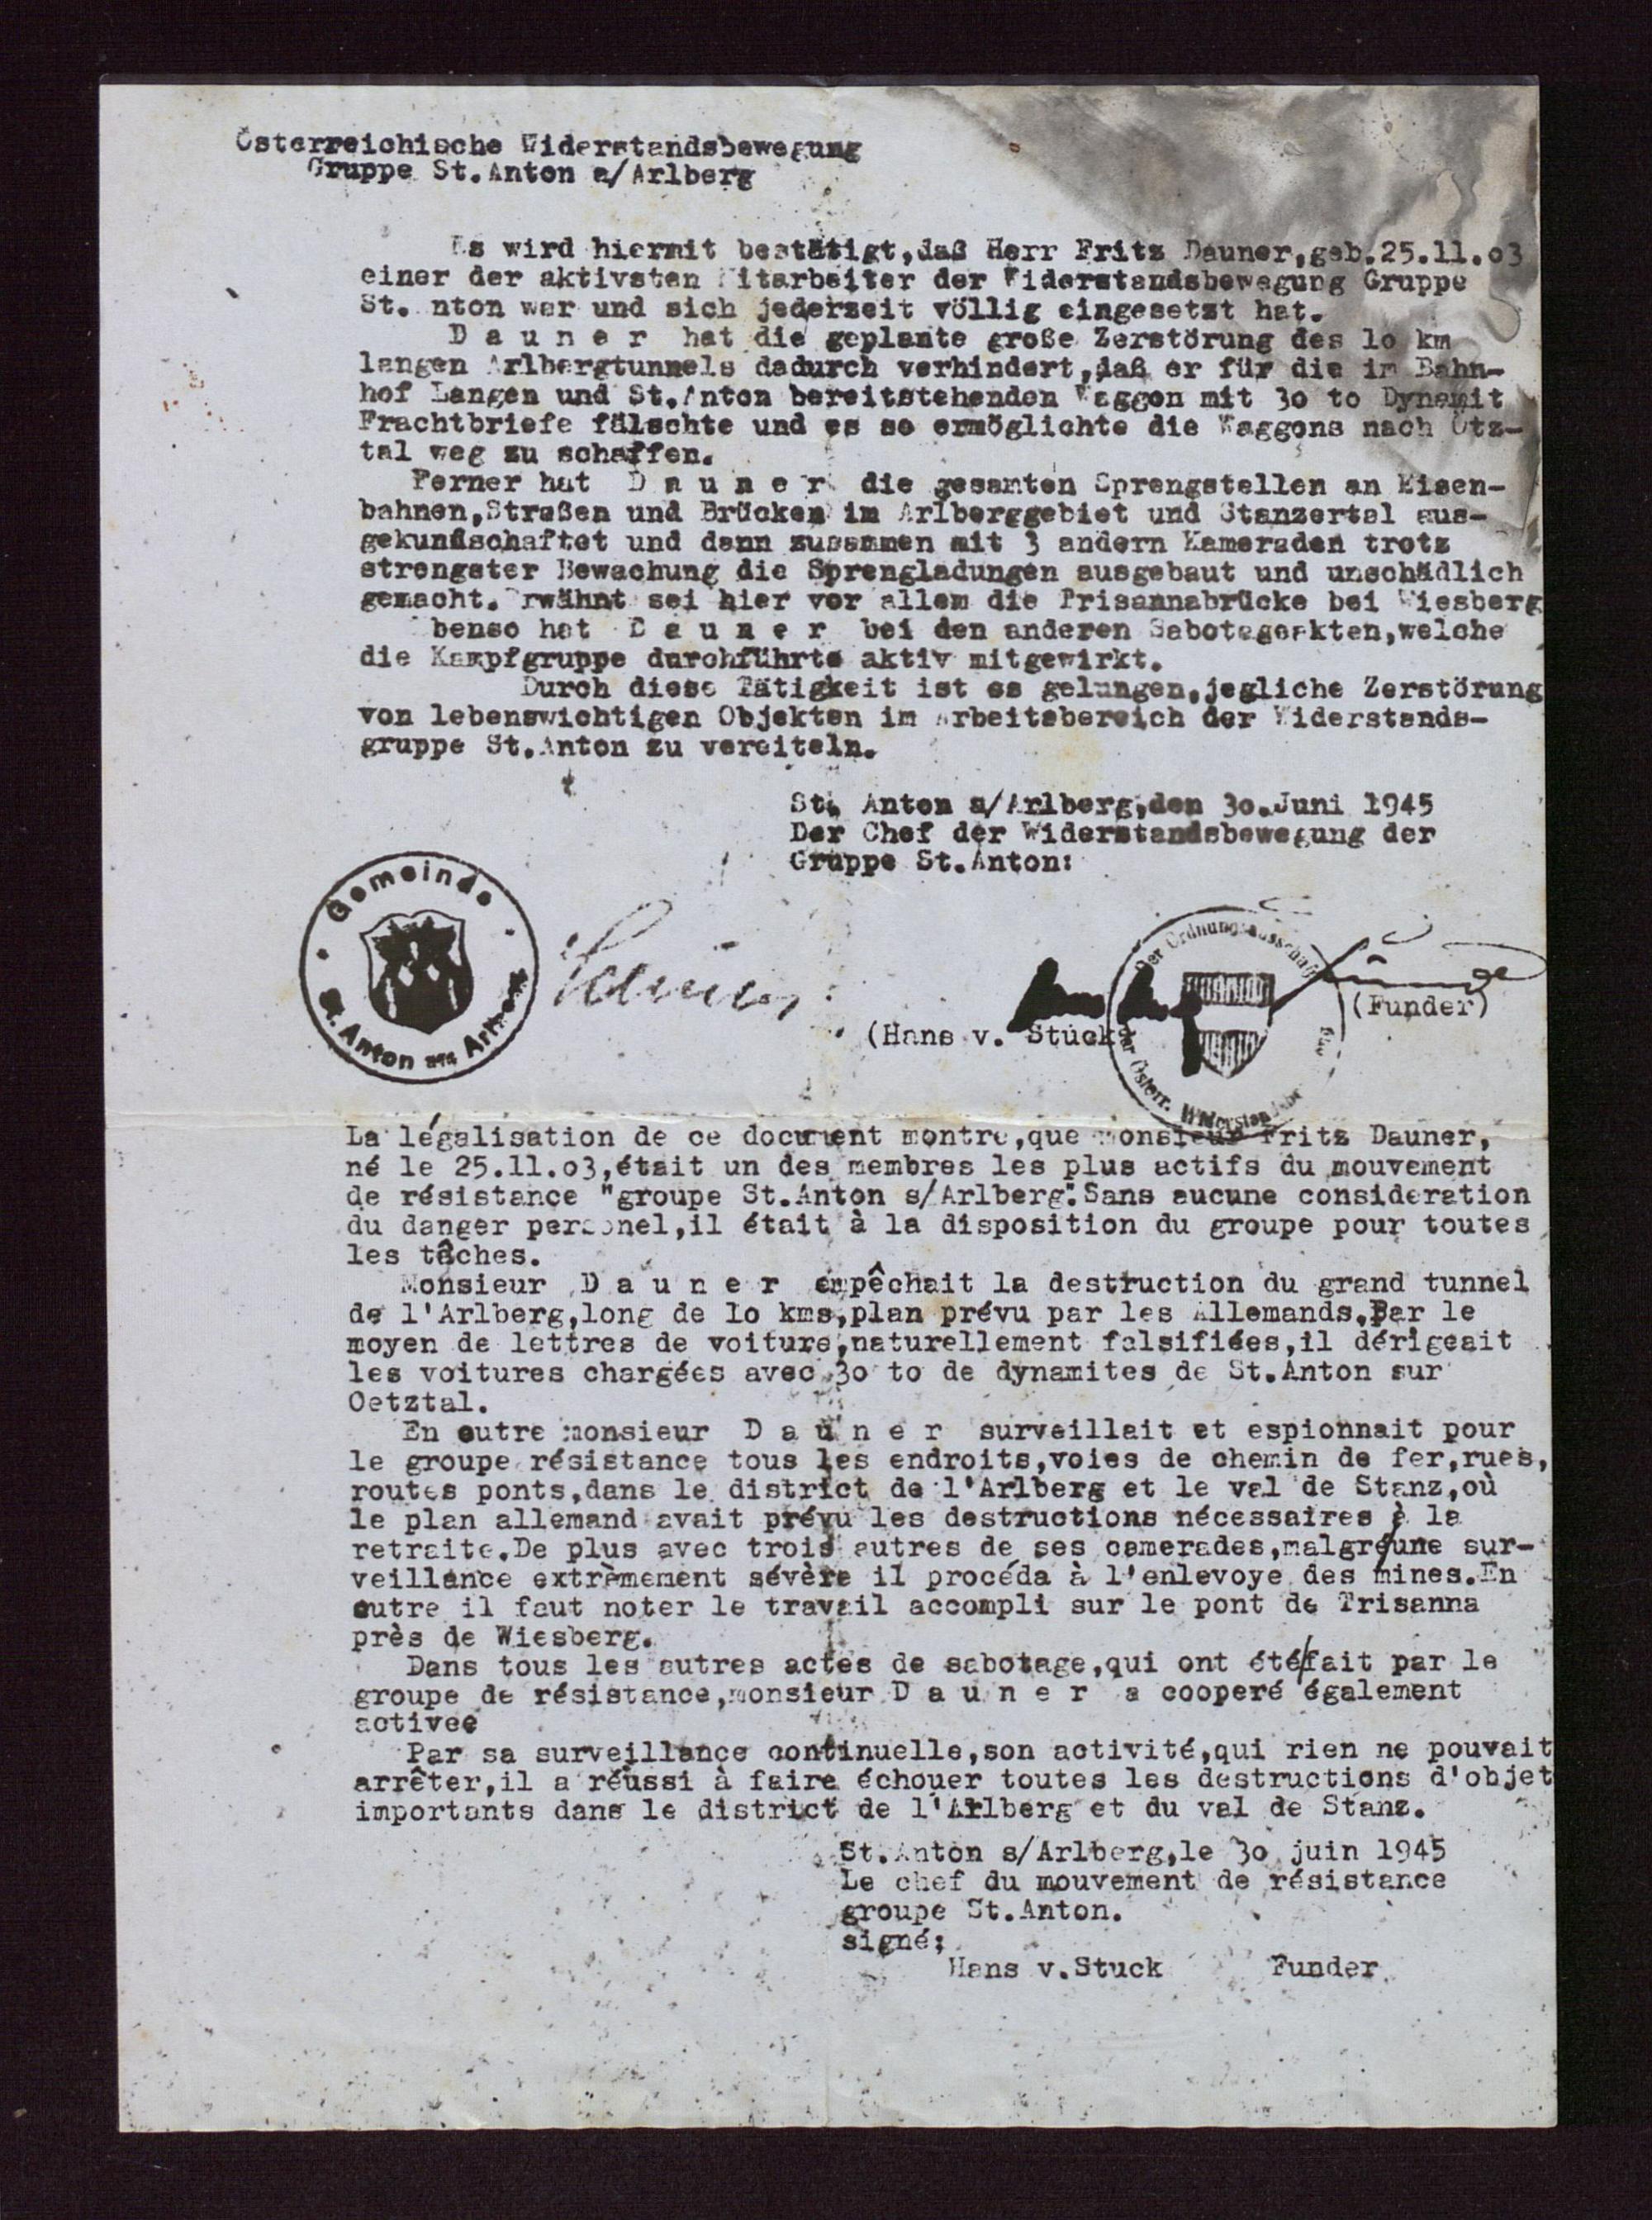 Österreichische Widerstandsbewegung
Gruppe St.Anton a/Arlberg
Es wird hiermit bestätigt,daß Herr Fritz Dauner,geb.25.11.o3
einer der aktivsten Mitarbeiter der Widerstandsbewegung Gruppe
St. nton war und sich jederzeit völlig eingesetzt hat.
D a u n e r hat die geplante große Zerstörung des lo km
langen Arlbergtunnels dadurch verhindert,daß er für die im Bahn-
hof Langen und St.Anton bereitstehenden Waggon mit 3o to Dynamit
Frachtbriefe fälschte und es so ermöglichte die Waggons nach Ötz-
tal weg zu schaffen.
Ferner hat D a u n e r die gesamten Sprengstellen an Eisen-
bahnen,Straßen und Brücken im Arlberggebiet und Stanzertal aus-
gekundschaftet und dann zusammen mit 3 andern Kameraden trotz
strengster Bewachung die Sprengladungen ausgebaut und unschädlich
gemacht. rwähnt sei hier vor allem die Trisannabrücke bei Wiesberg
benso hat D a u n e r bei den anderen Sabotageakten,welche
die Kampfgruppe durchführte aktiv mitgewirkt.
Durch diese Tätigkeit ist es gelungen,jegliche Zerstörung
von lebenswichtigen Objekten im Arbeitsbereich der Widerstands-
gruppe St.Anton zu vereiteln.
St. Anton a/Arlberg,den 3o.Juni 1945
Der Chef der Widerstandsbewegung der
Gruppe St.Anton:
Gemeinde
St. Anton am Arlberg
Der Ordnungsausschuß
der Österr. Widerstandsbe
(Hans v. Stuck)
(Funder)
La légalisation de ce document montre,que monsieur Fritz Dauner,
né le 25.11.o3,était un des membres les plus actifs du mouvement
de résistance "groupe St.Anton s/Arlberg".Sans aucune consideration
du danger personel,il était à la disposition du groupe pour toutes
les tâches.
Monsieur D a u n e r empêchait la destruction du grand tunnel
de l'Arlberg,long de lo kms,plan prévu par les Allemands.Par le
moyen de lettres de voiture,naturellement falsifiées,il dérigeait
les voitures chargées avec 3o to de dynamites de St.Anton sur
Oetztal.
En outre monsieur D a u n e r surveillait et espionnait pour
le groupe résistance tous les endroits,voies de chemin de fer,rues,
routes ponts,dans le district de l'Arlberg et le val de Stanz,où
le plan allemand avait prévu les destructions nécessaires à la
retraite.De plus avec trois autres de ses camerades,malgré/une sur-
veillance extrèmement sévère il procéda à l'enlevoye des mines.En
outre il faut noter le travail accompli sur le pont de Trisanna
près de Wiesberg.
Dans tous les autres actes de sabotage,qui ont été/fait par le
groupe de résistance,monsieur D a u n e r a cooperé également
activee
Par sa surveillance continuelle,son activité,qui rien ne pouvait
arrêter,il a réussi à faire échouer toutes les destructions d'objet
importants dans le district de l'Arlberg et du val de Stanz.
St.Anton s/Arlberg,le 3o juin 1945
Le chef du mouvement de résistance
groupe St.Anton.
signé;
Hans v.Stuck Funder